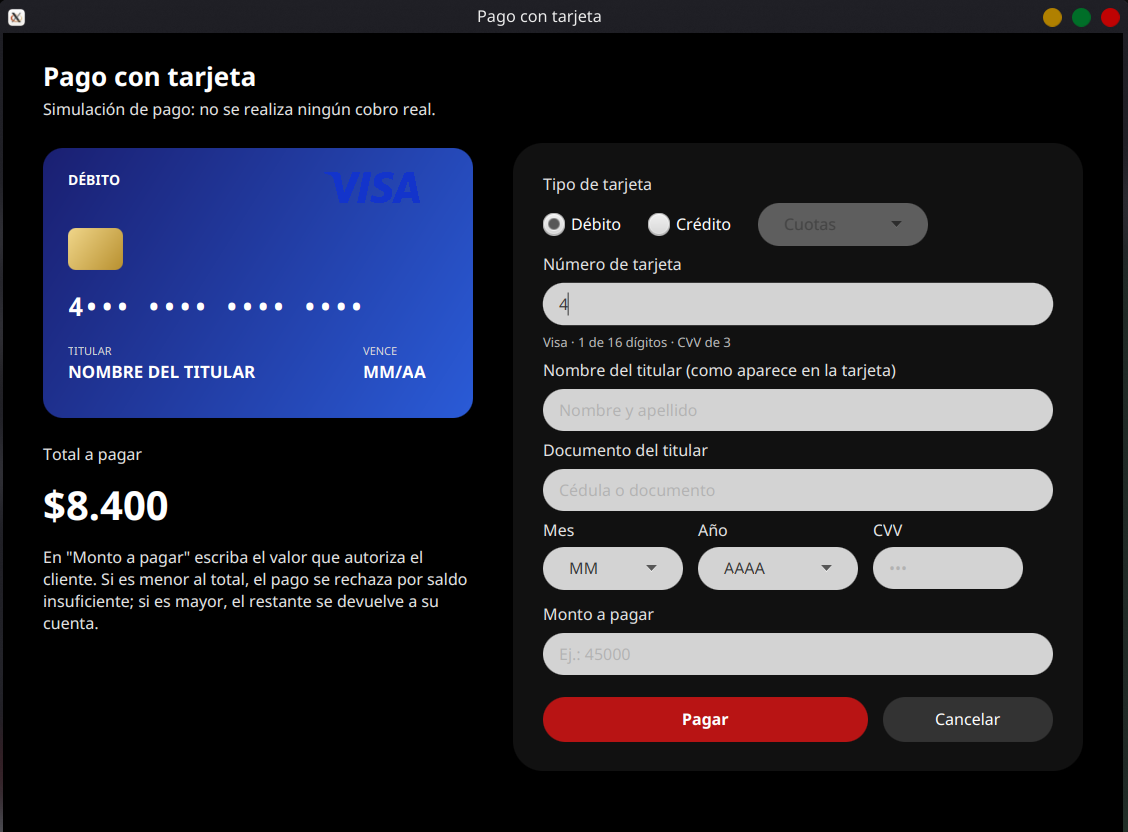 Pago con tarjeta
Pago con tarjeta
Simulación de pago: no se realiza ningún cobro real.
DÉBITO
VISA
4••• •••• •••• ••••
TITULAR
VENCE
NOMBRE DEL TITULAR
MM/AA
Total a pagar
$8.400
En "Monto a pagar" escriba el valor que autoriza el
cliente. Si es menor al total, el pago se rechaza por saldo
insuficiente; si es mayor, el restante se devuelve a su
cuenta.
Tipo de tarjeta
Débito
Crédito
Cuotas
Número de tarjeta
4
Visa · 1 de 16 dígitos · CVV de 3
Nombre del titular (como aparece en la tarjeta)
Nombre y apellido
Documento del titular
Cédula o documento
Mes
Año
CVV
MM
AAAA
•••
Monto a pagar
Ej.: 45000
Pagar
Cancelar